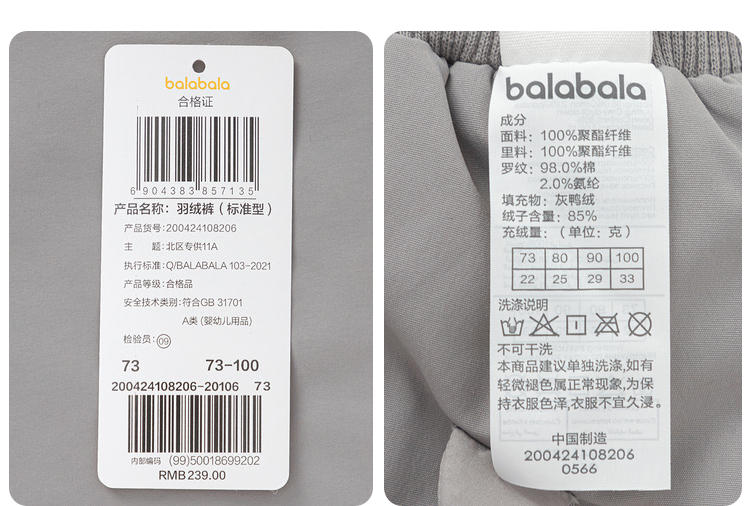 balabala
合格证
6 904383 857135
产品名称：羽绒裤（标准型）
产品货号:200424108206
主 题:北区专供11A
执行标准:Q/BALABALA 103-2021
产品等级:合格品
安全技术类别:符合GB 31701
A类(婴幼儿用品)
检验员:09
73 73-100
200424108206-20106 73
内部编码 (99)50018699202
RMB239.00
balabala
成分
面料：100%聚酯纤维
里料：100%聚酯纤维
罗纹：98.0%棉
2.0%氨纶
填充物：灰鸭绒
绒子含量：85%
充绒量：（单位：克）
73 80 90 100
22 25 29 33
洗涤说明
不可干洗
本商品建议单独洗涤,如有
轻微褪色属正常现象,为保
持衣服色泽,衣服不宜久浸。
中国制造
200424108206
0566